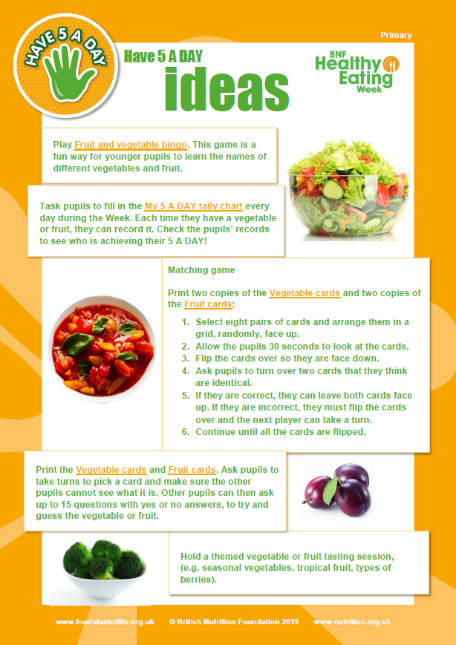 Primary
HAVE 5 A DAY
Have 5 A DAY
ideas
BNF
Healthy
Eating
Week
Play Fruit and vegetable bingo. This game is a
fun way for younger pupils to learn the names of
different vegetables and fruit.
Task pupils to fill in the My 5 A DAY tally chart every
day during the Week. Each time they have a vegetable
or fruit, they can record it. Check the pupils' records
to see who is achieving their 5 A DAY!
Matching game
Print two copies of the Vegetable cards and two copies of
the Fruit cards:
1. Select eight pairs of cards and arrange them in a
grid, randomly, face up.
2. Allow the pupils 30 seconds to look at the cards.
3. Flip the cards over so they are face down.
4. Ask pupils to turn over two cards that they think
are identical.
5. If they are correct, they can leave both cards face
up. If they are incorrect, they must flip the cards
over and the next player can take a turn.
6. Continue until all the cards are flipped.
Print the Vegetable cards and Fruit cards. Ask pupils to
take turns to pick a card and make sure the other
pupils cannot see what it is. Other pupils can then ask
up to 15 questions with yes or no answers, to try and
guess the vegetable or fruit.
Hold a themed vegetable or fruit tasting session,
(e.g. seasonal vegetables, tropical fruit, types of
berries).
www.foodafactoflife.org.uk © British Nutrition Foundation 2019 www.nutrition.org.uk